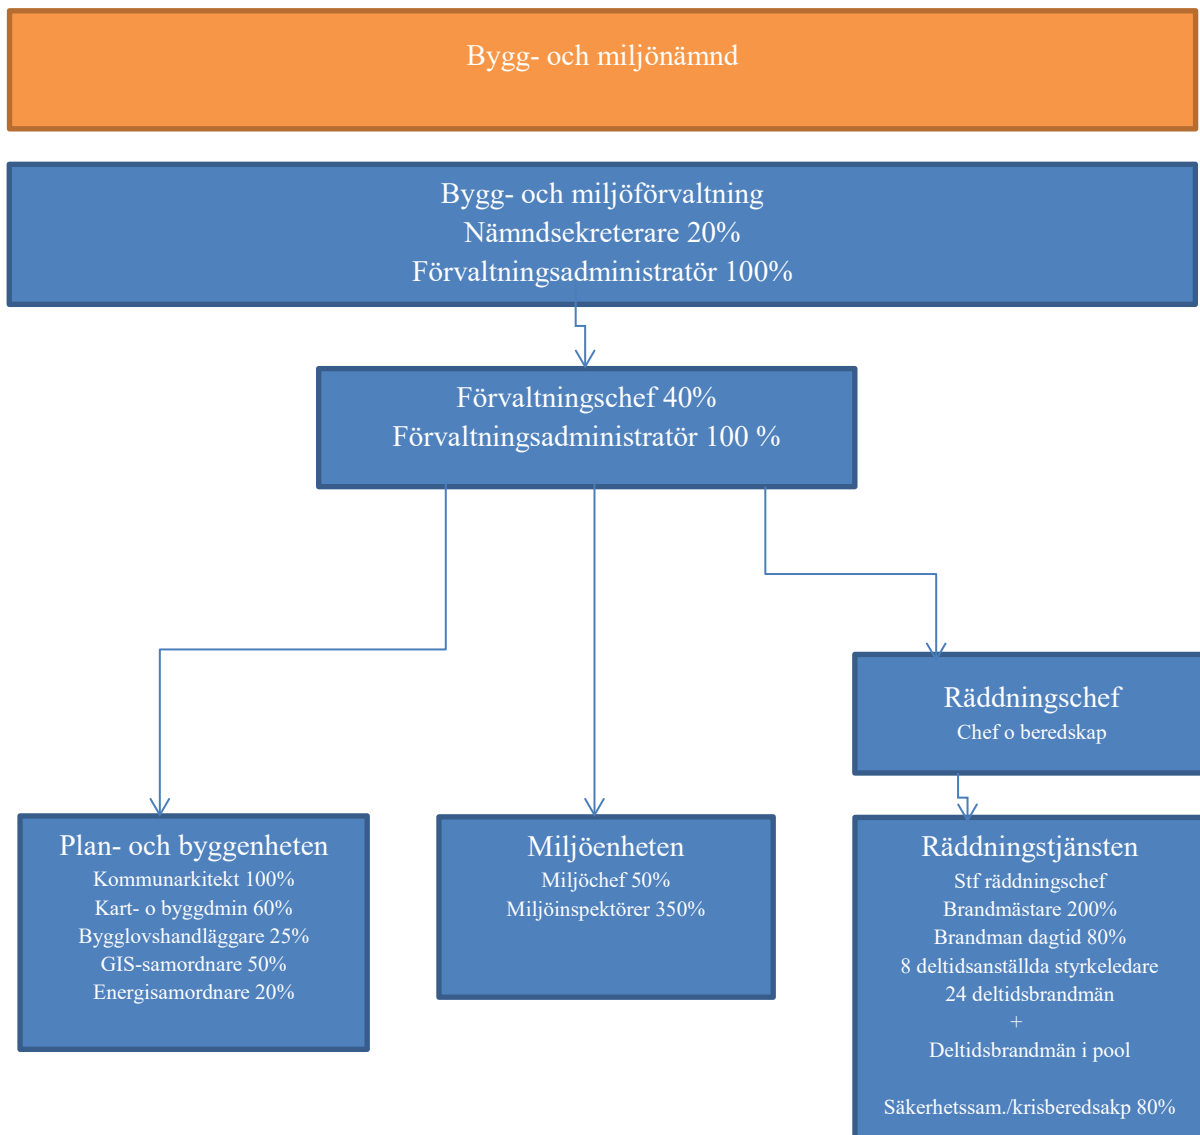 Bygg- och miljönämnd
Bygg- och miljöförvaltning
Nämndsekreterare 20%
Förvaltningsadministratör 100%
Förvaltningschef 40%
Förvaltningsadministratör 100 %
Räddningschef
Chef o beredskap
Plan- och byggenheten
Kommunarkitekt 100%
Kart- o byggdmin 60%
Bygglovshandläggare 25%
GIS-samordnare 50%
Energisamordnare 20%
Miljöenheten
Miljöchef 50%
Miljöinspektörer 350%
Räddningstjänsten
Stf räddningschef
Brandmästare 200%
Brandman dagtid 80%
8 deltidsanställda styrkeledare
24 deltidsbrandmän
+
Deltidsbrandmän i pool
Säkerhetssam./krisberedsakp 80%